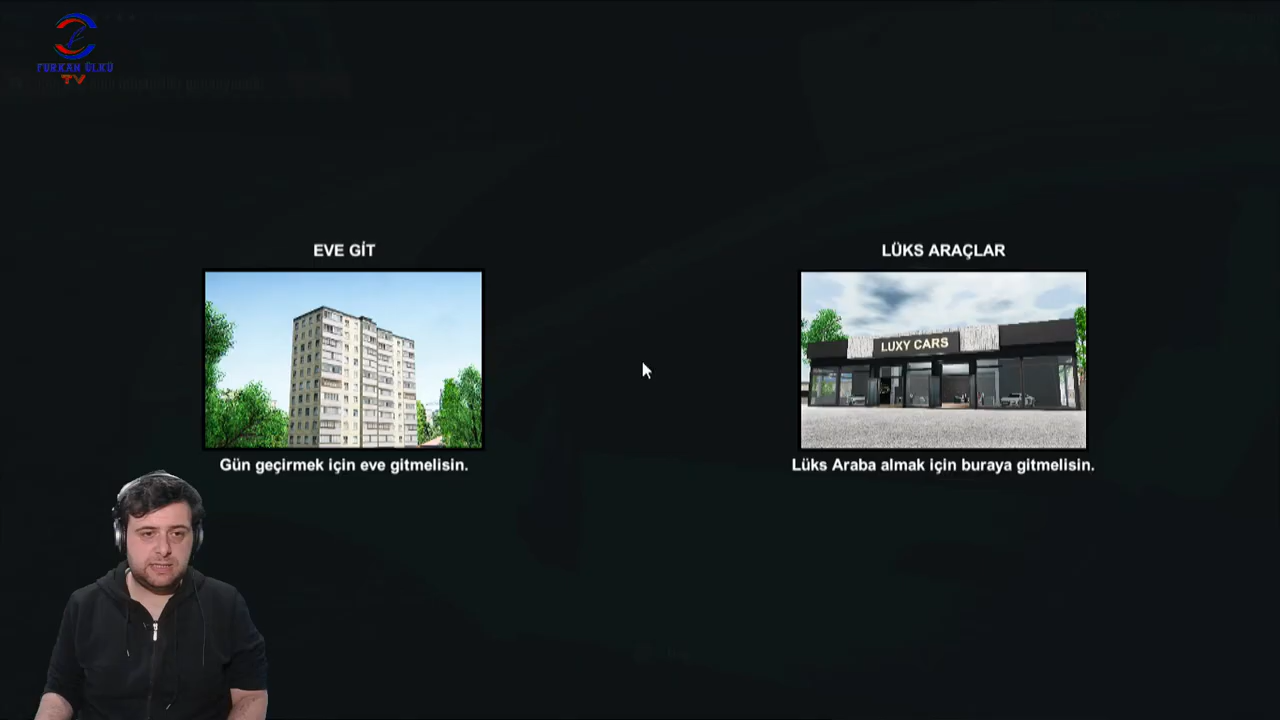 FURKAN ÜLKÜ
TV
EVE GİT
LÜKS ARAÇLAR
LUXY CARS
Gün geçirmek için eve gitmelisin.
Lüks Araba almak için buraya gitmelisin.